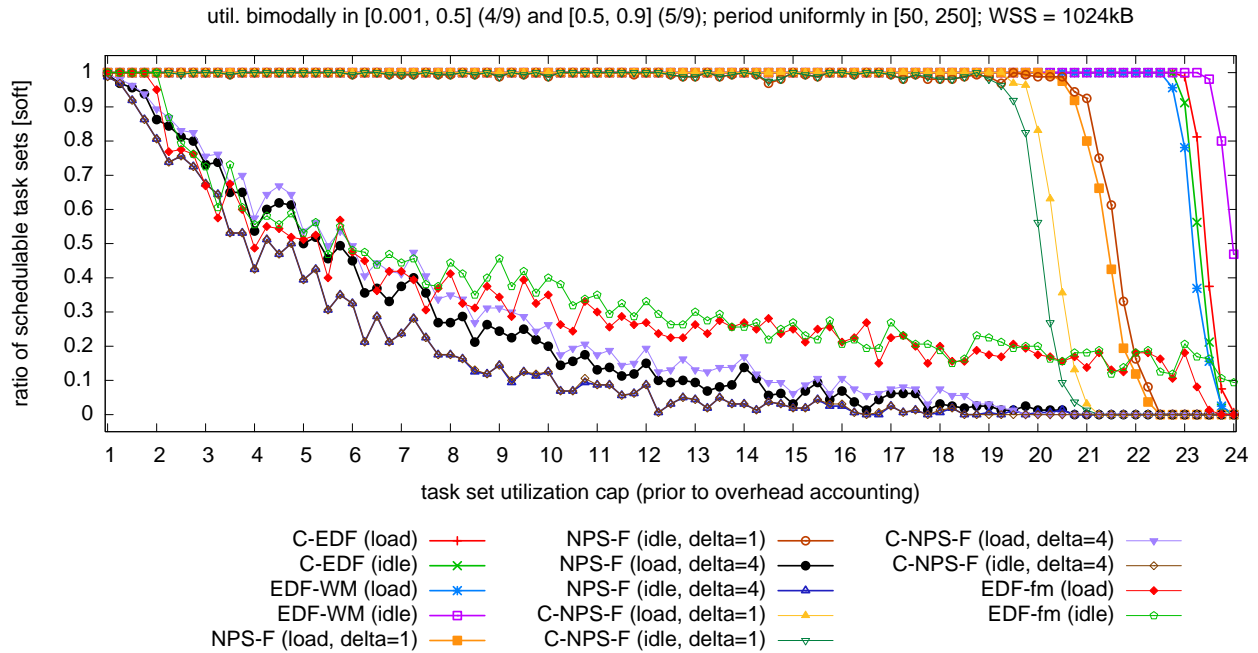 util. bimodally in [0.001, 0.5] (4/9) and [0.5, 0.9] (5/9); period uniformly in [50, 250]; WSS = 1024kB
ratio of schedulable task sets [soft]
1
0.9
0.8
0.7
0.6
0.5
0.4
0.3
0.2
0.1
0
1 2 3 4 5 6 7 8 9 10 11 12 13 14 15 16 17 18 19 20 21 22 23 24
task set utilization cap (prior to overhead accounting)
C-EDF (load)
C-EDF (idle)
EDF-WM (load)
EDF-WM (idle)
NPS-F (load, delta=1)
NPS-F (idle, delta=1)
NPS-F (load, delta=4)
NPS-F (idle, delta=4)
C-NPS-F (load, delta=1)
C-NPS-F (idle, delta=1)
C-NPS-F (load, delta=4)
C-NPS-F (idle, delta=4)
EDF-fm (load)
EDF-fm (idle)